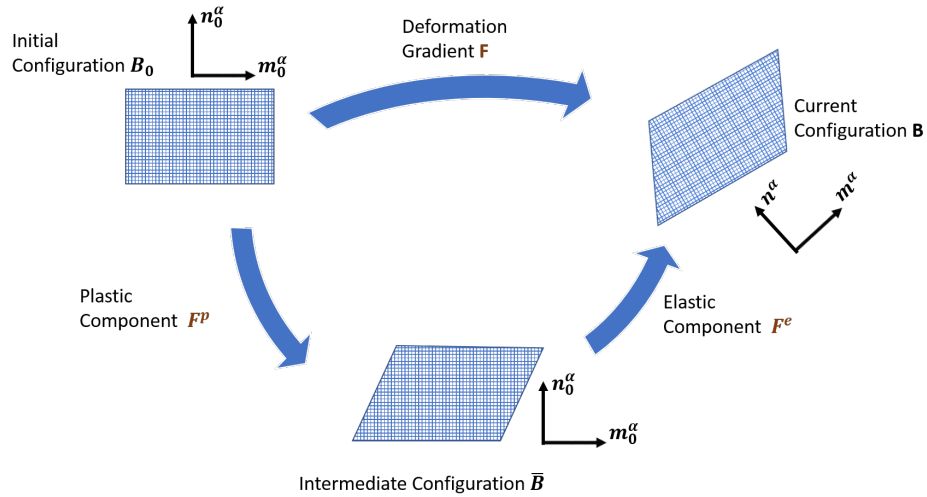 Initial
Configuration B₀
n₀^α
m₀^α
Deformation
Gradient F
Current
Configuration B
n^α
m^α
Plastic
Component F^p
Elastic
Component F^e
n₀^α
m₀^α
Intermediate Configuration B̅